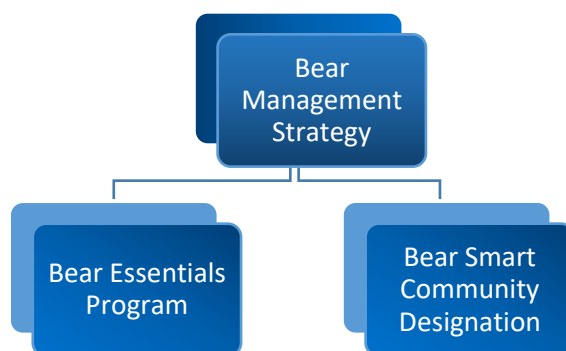 Bear
Management
Strategy
Bear Essentials
Program
Bear Smart
Community
Designation